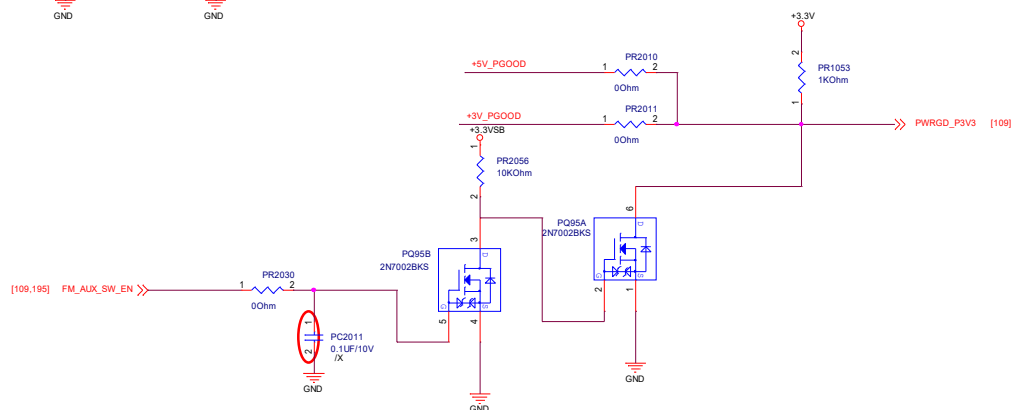 GND
GND
+3.3V
+5V_PGOOD
1
PR2010
2
0Ohm
2
PR1053
1KOhm
1
+3V_PGOOD
1
PR2011
2
0Ohm
PWRGD_P3V3 [109]
+3.3VSB
1
PR2056
10KOhm
2
6
PQ95A
2N7002BKS
D
G
S
2
1
GND
3
PQ95B
2N7002BKS
D
G
S
5
4
GND
[109,195] FM_AUX_SW_EN
1
PR2030
2
0Ohm
1
PC2011
0.1UF/10V
/X
2
GND